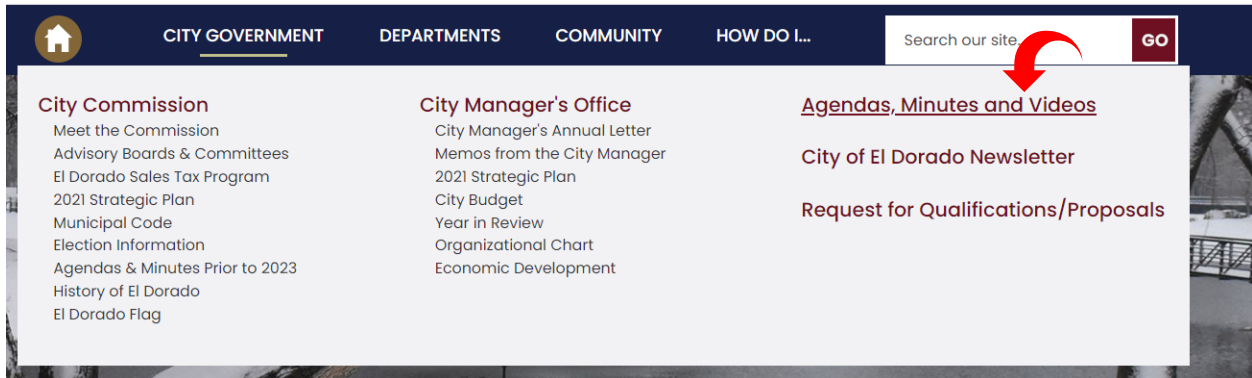 CITY GOVERNMENT DEPARTMENTS COMMUNITY HOW DO I... Search our site... GO
City Commission
Meet the Commission
Advisory Boards & Committees
El Dorado Sales Tax Program
2021 Strategic Plan
Municipal Code
Election Information
Agendas & Minutes Prior to 2023
History of El Dorado
El Dorado Flag
City Manager's Office
City Manager's Annual Letter
Memos from the City Manager
2021 Strategic Plan
City Budget
Year in Review
Organizational Chart
Economic Development
Agendas, Minutes and Videos
City of El Dorado Newsletter
Request for Qualifications/Proposals